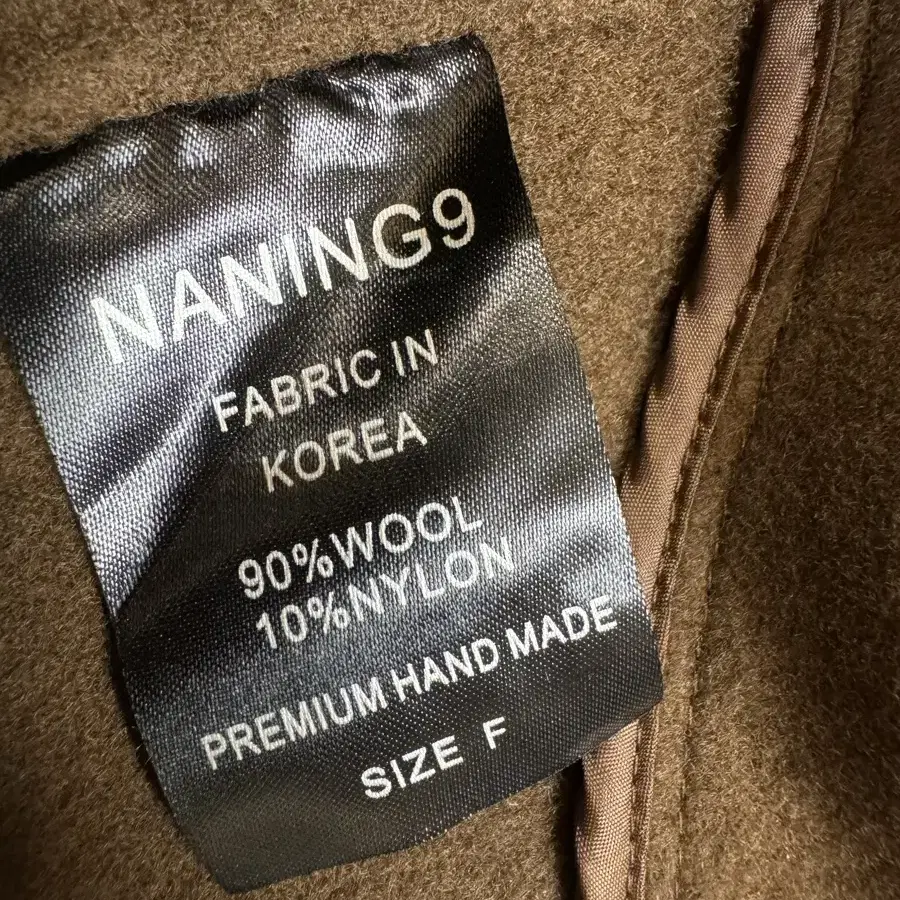 NANING9
FABRIC IN
KOREA
90%WOOL
10%NYLON
PREMIUM HAND MADE
SIZE F